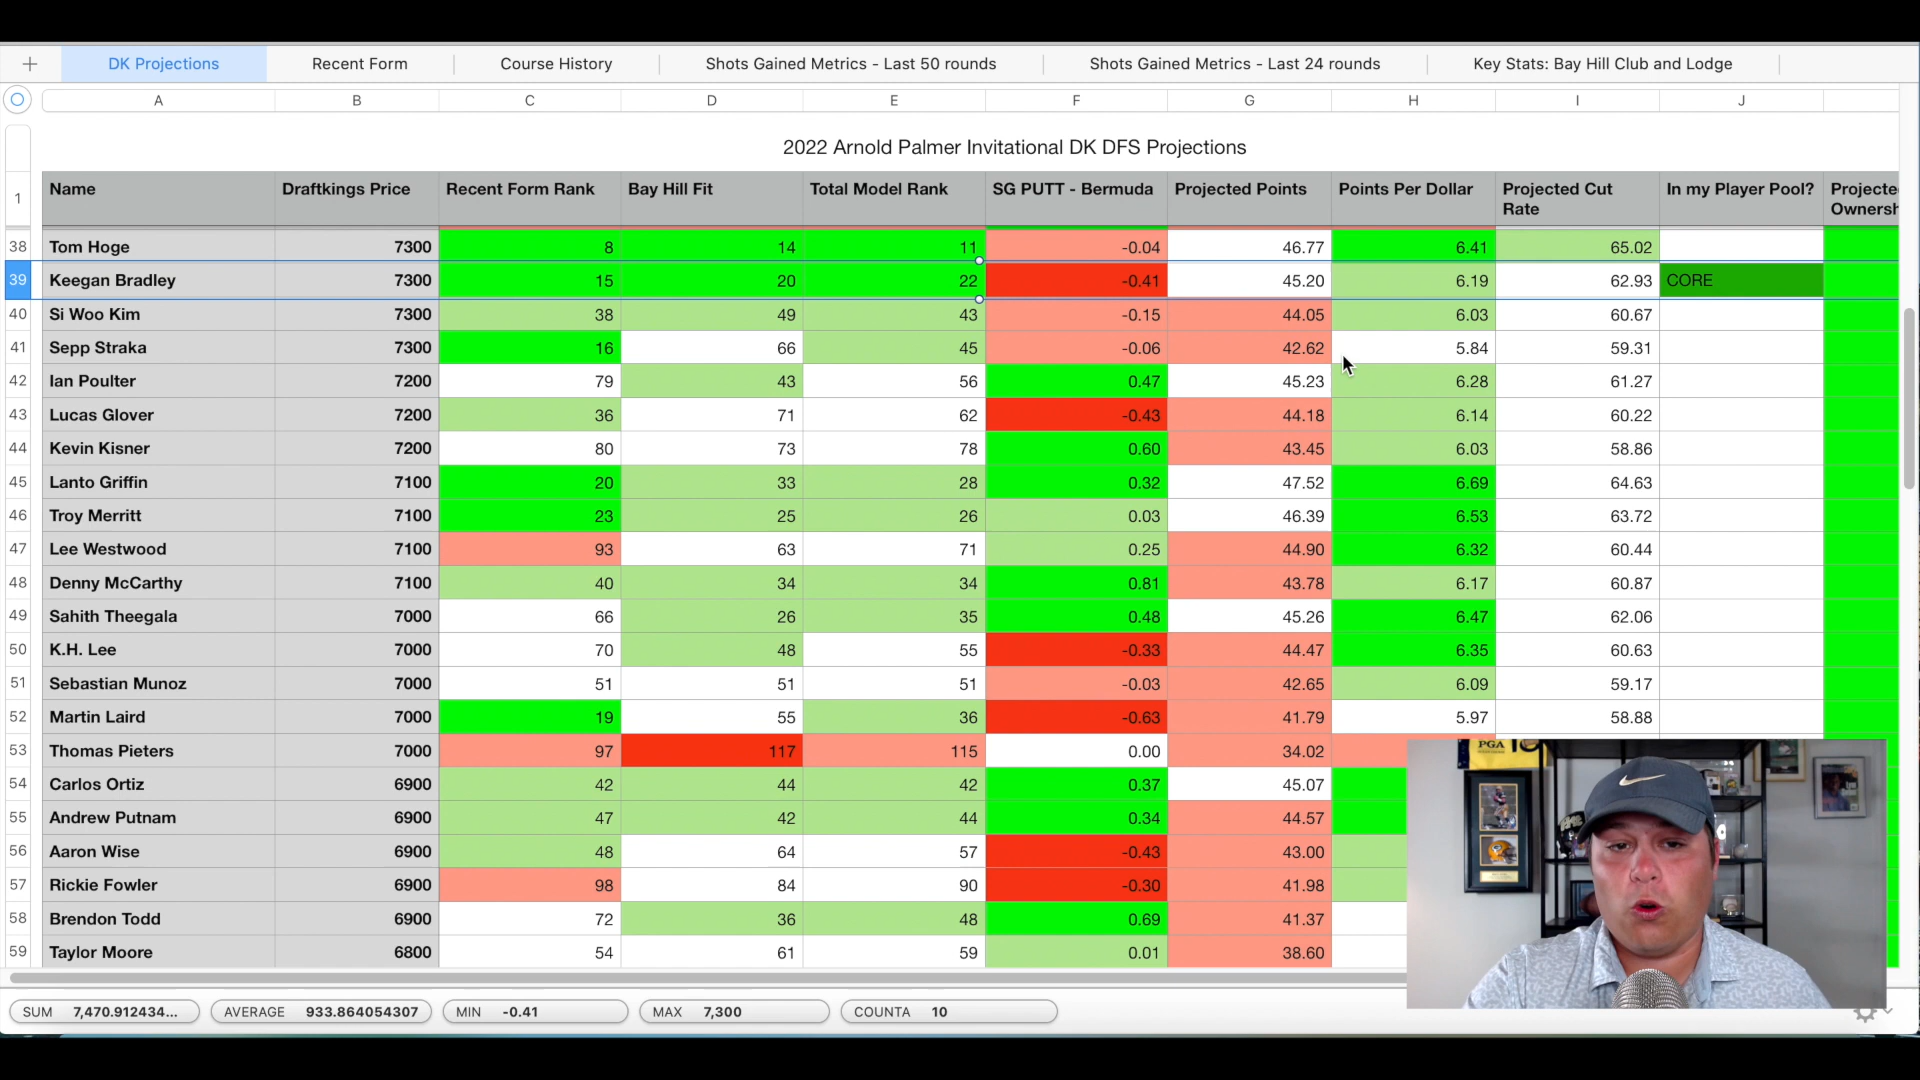 DK Projections Recent Form Course History Shots Gained Metrics - Last 50 rounds Shots Gained Metrics - Last 24 rounds Key Stats: Bay Hill Club and Lodge
A B C D E F G H I J
2022 Arnold Palmer Invitational DK DFS Projections
1 Name Draftkings Price Recent Form Rank Bay Hill Fit Total Model Rank SG PUTT - Bermuda Projected Points Points Per Dollar Projected Cut Rate In my Player Pool? Projecte Ownersh
38 Tom Hoge 7300 8 14 11 -0.04 46.77 6.41 65.02
39 Keegan Bradley 7300 15 20 22 -0.41 45.20 6.19 62.93 CORE
40 Si Woo Kim 7300 38 49 43 -0.15 44.05 6.03 60.67
41 Sepp Straka 7300 16 66 45 -0.06 42.62 5.84 59.31
42 Ian Poulter 7200 79 43 56 0.47 45.23 6.28 61.27
43 Lucas Glover 7200 36 71 62 -0.43 44.18 6.14 60.22
44 Kevin Kisner 7200 80 73 78 0.60 43.45 6.03 58.86
45 Lanto Griffin 7100 20 33 28 0.32 47.52 6.69 64.63
46 Troy Merritt 7100 23 25 26 0.03 46.39 6.53 63.72
47 Lee Westwood 7100 93 63 71 0.25 44.90 6.32 60.44
48 Denny McCarthy 7100 40 34 34 0.81 43.78 6.17 60.87
49 Sahith Theegala 7000 66 26 35 0.48 45.26 6.47 62.06
50 K.H. Lee 7000 70 48 55 -0.33 44.47 6.35 60.63
51 Sebastian Munoz 7000 51 51 51 -0.03 42.65 6.09 59.17
52 Martin Laird 7000 19 55 36 -0.63 41.79 5.97 58.88
53 Thomas Pieters 7000 97 117 115 0.00 34.02
54 Carlos Ortiz 6900 42 44 42 0.37 45.07
55 Andrew Putnam 6900 47 42 44 0.34 44.57
56 Aaron Wise 6900 48 64 57 -0.43 43.00
57 Rickie Fowler 6900 98 84 90 -0.30 41.98
58 Brendon Todd 6900 72 36 48 0.69 41.37
59 Taylor Moore 6800 54 61 59 0.01 38.60
PGA
SUM 7,470.912434... AVERAGE 933.864054307 MIN -0.41 MAX 7,300 COUNTA 10